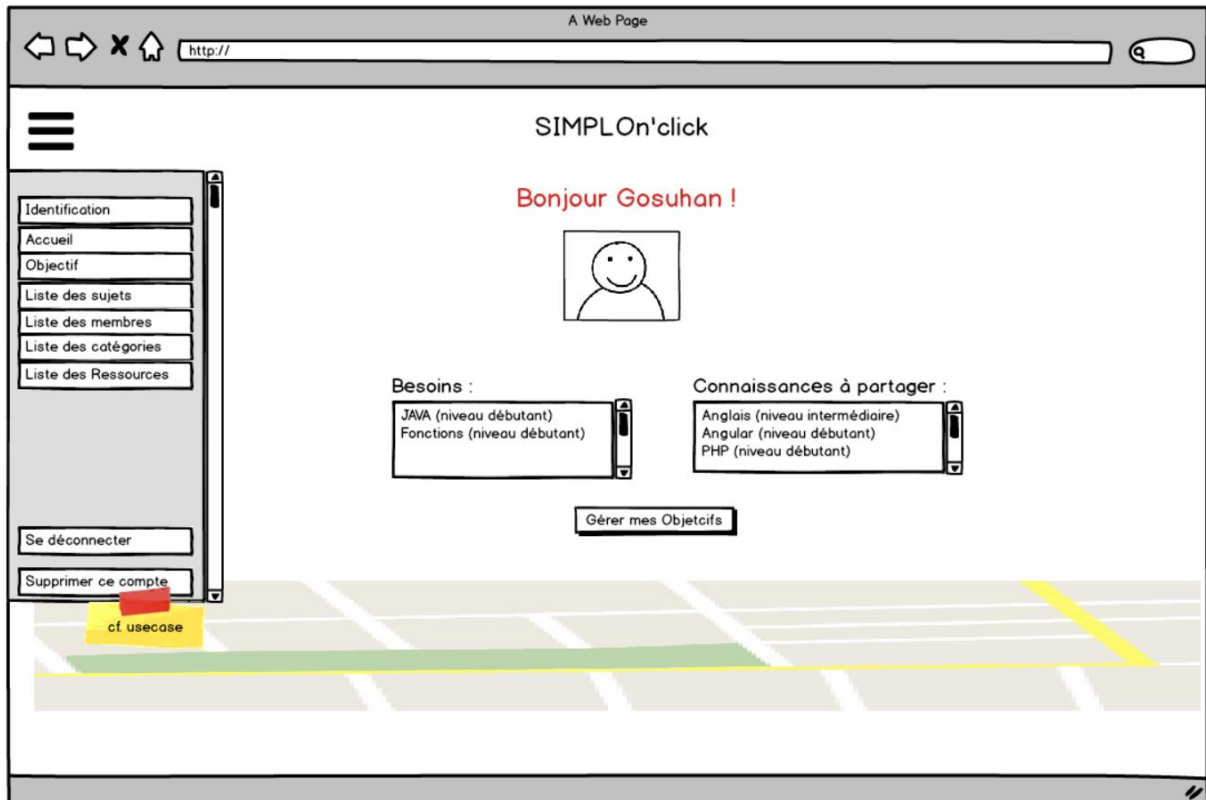 A Web Page
http://
SIMPLOn'click
Bonjour Gosuhan !
Identification
Accueil
Objectif
Liste des sujets
Liste des membres
Liste des catégories
Liste des Ressources
Besoins :
JAVA (niveau débutant)
Fonctions (niveau débutant)
Connaissances à partager :
Anglais (niveau intermédiaire)
Angular (niveau débutant)
PHP (niveau débutant)
Gérer mes Objetcifs
Se déconnecter
Supprimer ce compte
cf. usecase